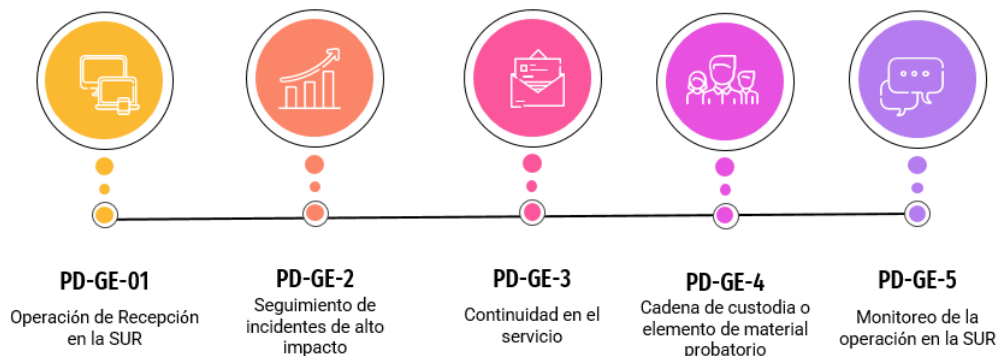 PD-GE-01
Operación de Recepción
en la SUR
PD-GE-2
Seguimiento de
incidentes de alto
impacto
PD-GE-3
Continuidad en el
servicio
PD-GE-4
Cadena de custodia o
elemento de material
probatorio
PD-GE-5
Monitoreo de la
operación en la SUR